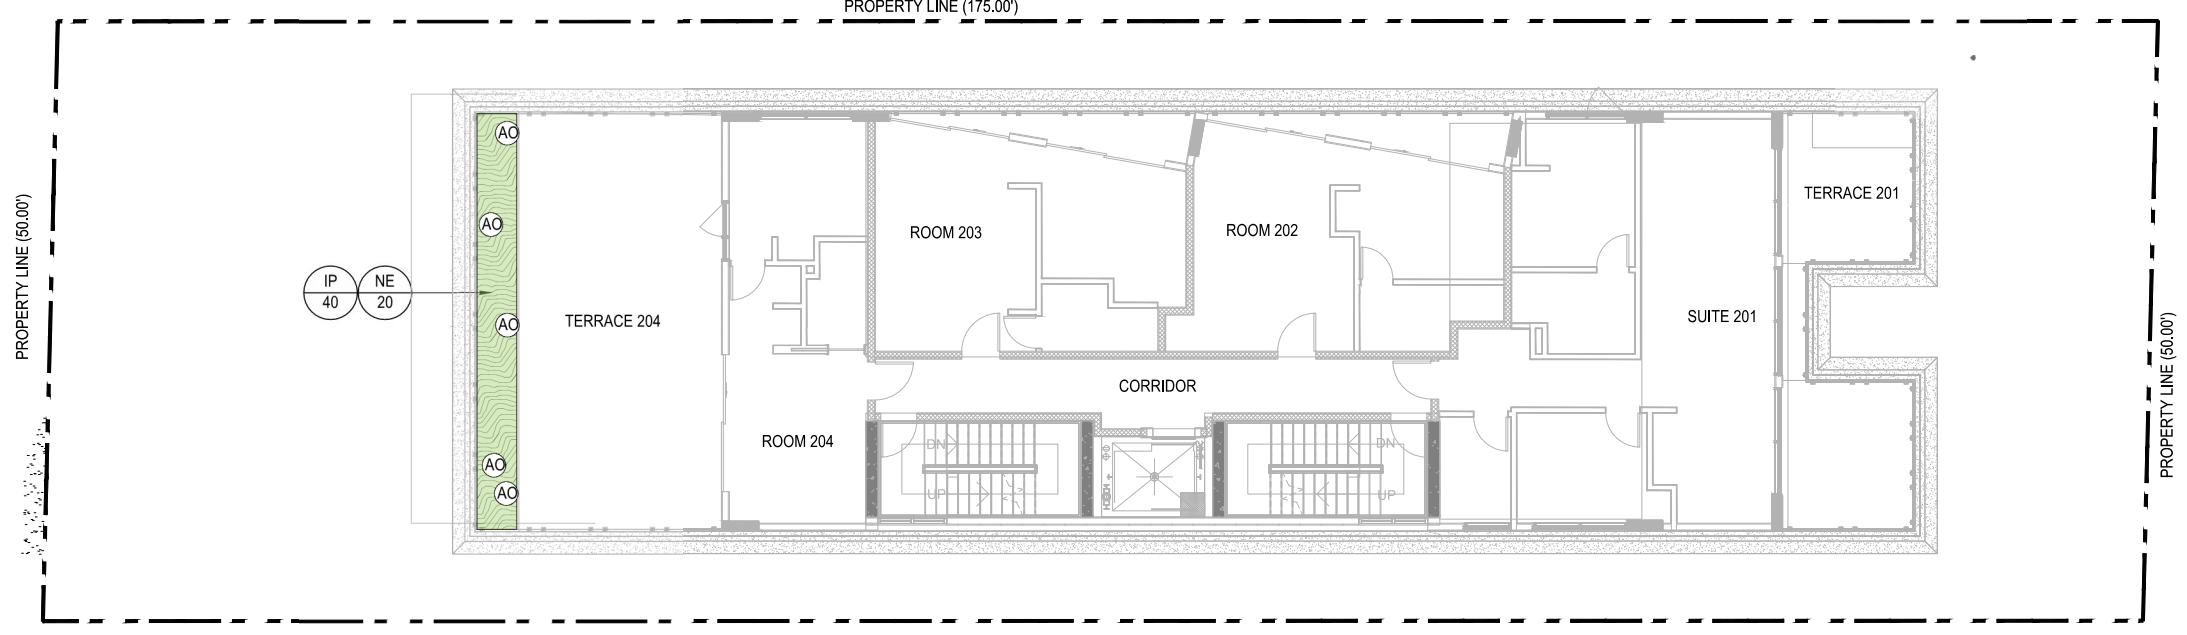 PROPERTY LINE (175.00')
AO
TERRACE 201
AO
ROOM 203
ROOM 202
PROPERTY LINE (50.00')
IP
40
NE
20
TERRACE 204
AO
SUITE 201
CORRIDOR
PROPERTY LINE (50.00')
ROOM 204
DN
DN
AO
AO
UP
UP